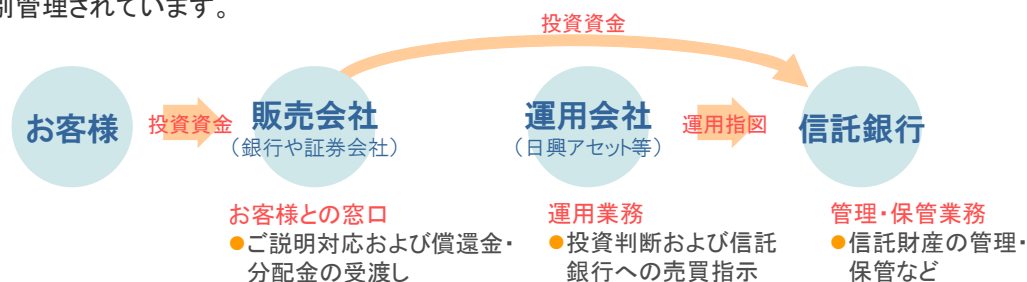 別管理されています。
投資資金
お客様
投資資金
販売会社
（銀行や証券会社）
運用会社
（日興アセット等）
運用指図
信託銀行
お客様との窓口
●ご説明対応および償還金・
分配金の受渡し
運用業務
●投資判断および信託
銀行への売買指示
管理・保管業務
●信託財産の管理・
保管など